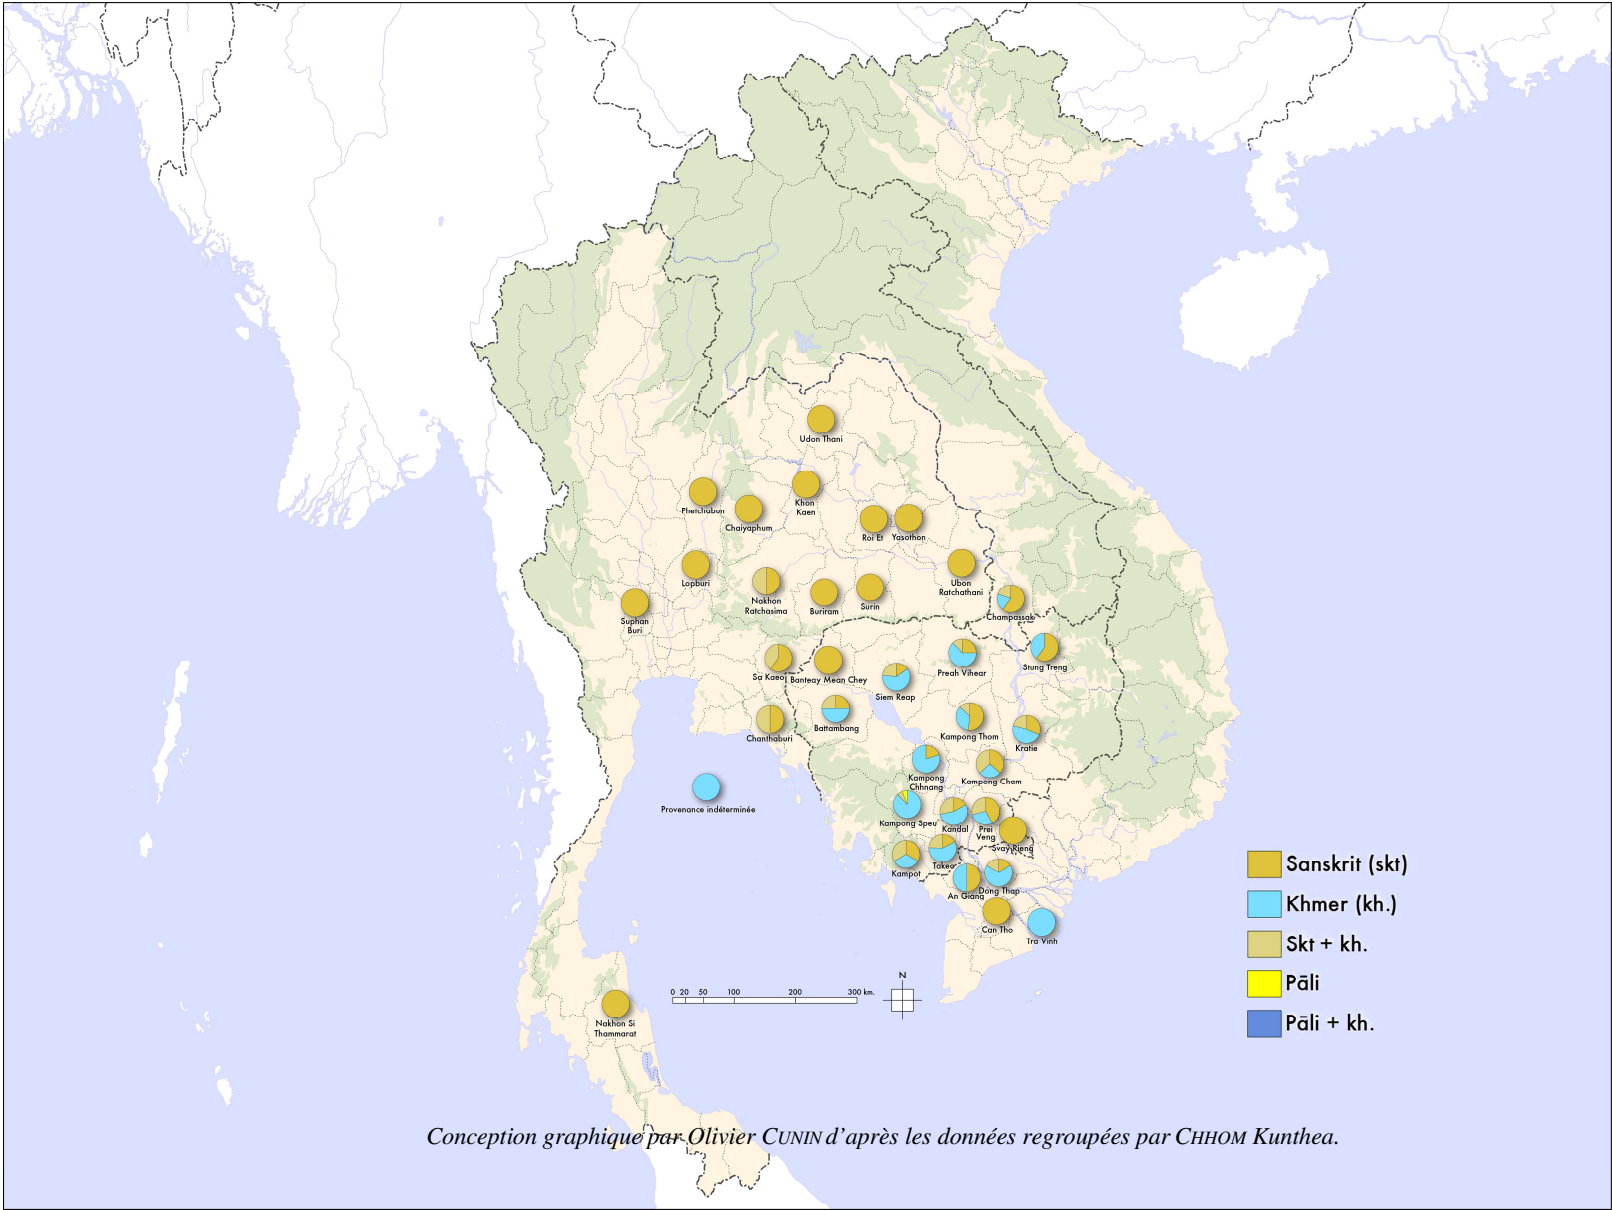 Udon Thani
Phetchabun
Chaiyaphum
Khon
Kaen
Roi Et
Yasothon
Lopburi
Nakhon
Ratchasima
Buriram
Surin
Ubon
Ratchathani
Champassak
Suphan
Buri
Sa Kaeo
Banteay Mean Chey
Siem Reap
Preah Vihear
Stung Treng
Battambang
Chanthaburi
Kampong Thom
Kratie
Kampong
Chhnang
Kampong Cham
Provenance indéterminée
Kampong Speu
Kandal
Prei
Veng
Svay Rieng
Kampot
Takeo
An Giang
Dong Thap
Can Tho
Tra Vinh
Sanskrit (skt)
Khmer (kh.)
Skt + kh.
Pāli
Pāli + kh.
N
0 20 50 100 200 300 km.
Nakhon Si
Thammarat
Conception graphique par Olivier CUNIN d'après les données regroupées par CHHOM Kunthea.